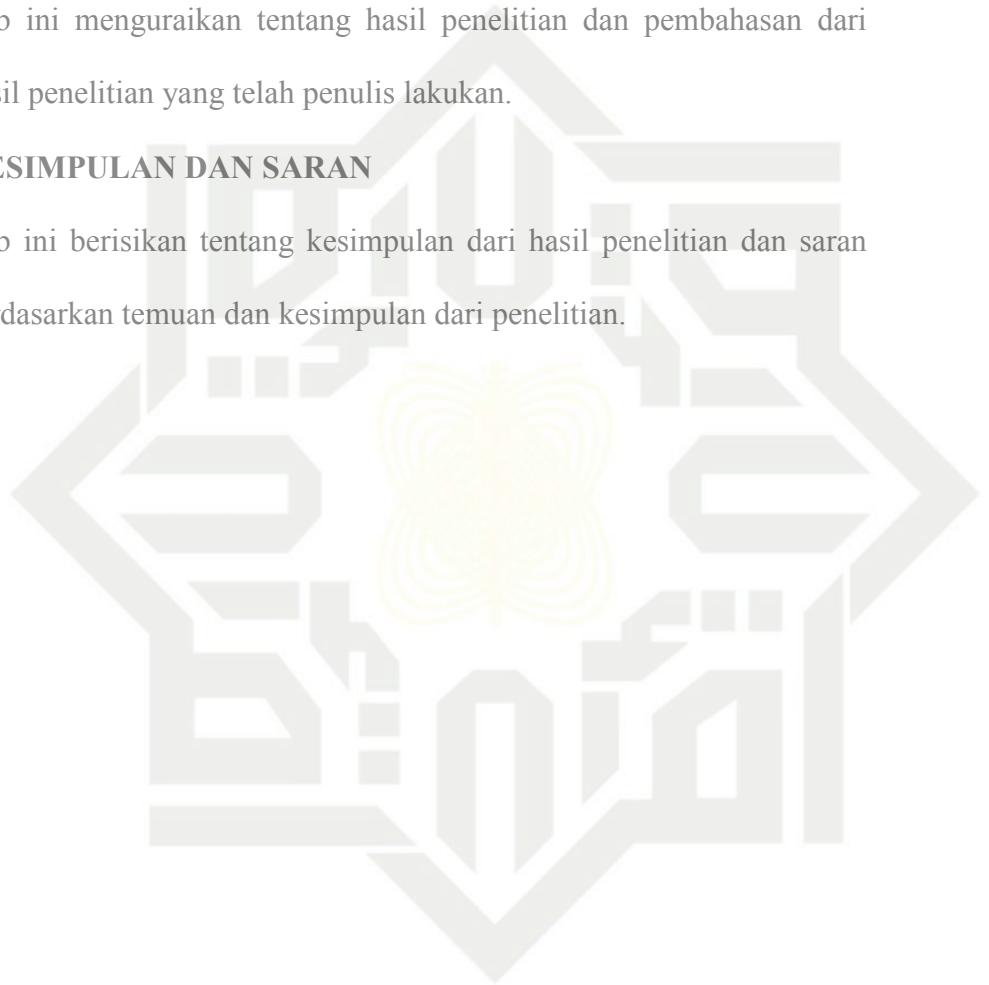 b ini menguraikan tentang hasil penelitian dan pembahasan dari
sil penelitian yang telah penulis lakukan.
ESIMPULAN DAN SARAN
b ini berisikan tentang kesimpulan dari hasil penelitian dan saran
rdasarkan temuan dan kesimpulan dari penelitian.